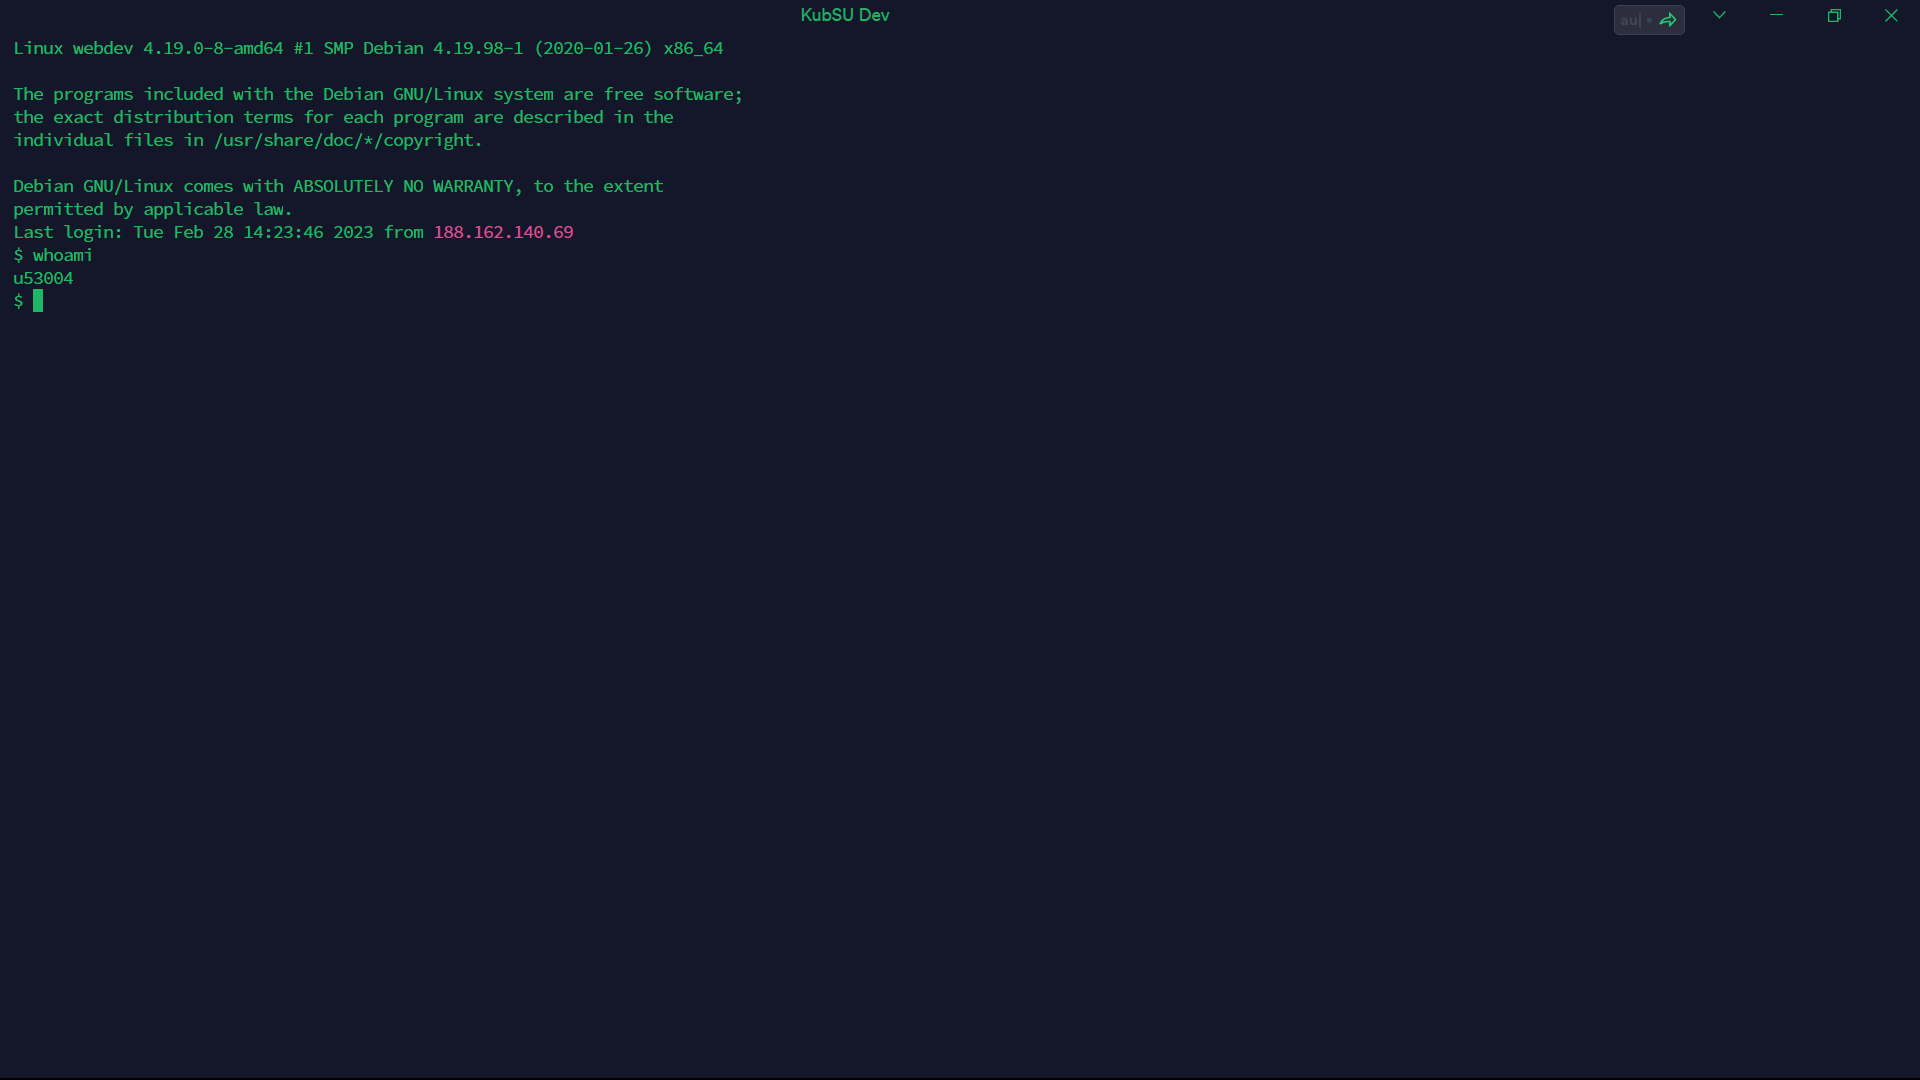 KubSU Dev
au|
Linux webdev 4.19.0-8-amd64 #1 SMP Debian 4.19.98-1 (2020-01-26) x86_64
The programs included with the Debian GNU/Linux system are free software;
the exact distribution terms for each program are described in the
individual files in /usr/share/doc/*/copyright.
Debian GNU/Linux comes with ABSOLUTELY NO WARRANTY, to the extent
permitted by applicable law.
Last login: Tue Feb 28 14:23:46 2023 from 188.162.140.69
$ whoami
u53004
$